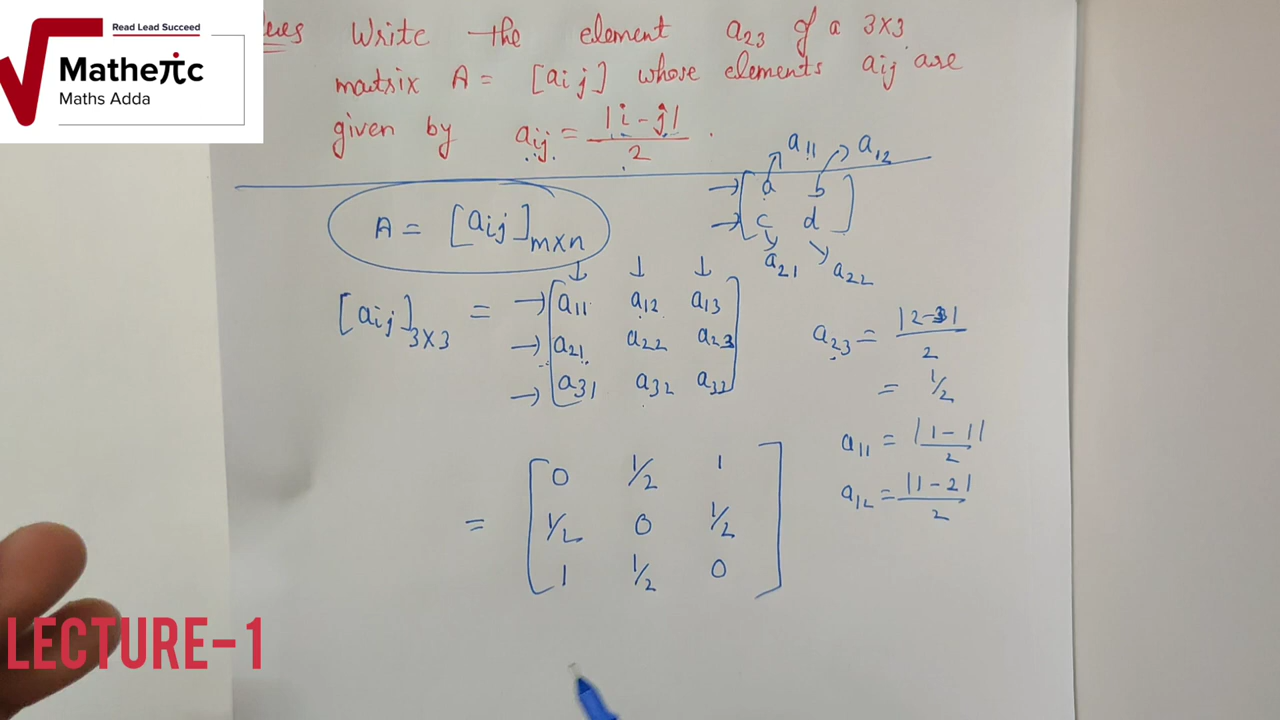 Read Lead Succeed
Matheπc
Maths Adda
Write the element a₂₃ of a 3×3
matrix A = [aij] whose elements aij are
given by aij = |i - j| / 2 .
A = [aij]m×n
[a b
c d]
a₁₁ a₁₂
a₂₁ a₂₂
[aij]3×3 = [a₁₁ a₁₂ a₁₃
a₂₁ a₂₂ a₂₃
a₃₁ a₃₂ a₃₂]
a₂₃ = |2-3| / 2
= 1/2
a₁₁ = |1-1| / 2
a₁₂ = |1-2| / 2
= [0 1/2 1
1/2 0 1/2
1 1/2 0]
LECTURE-1